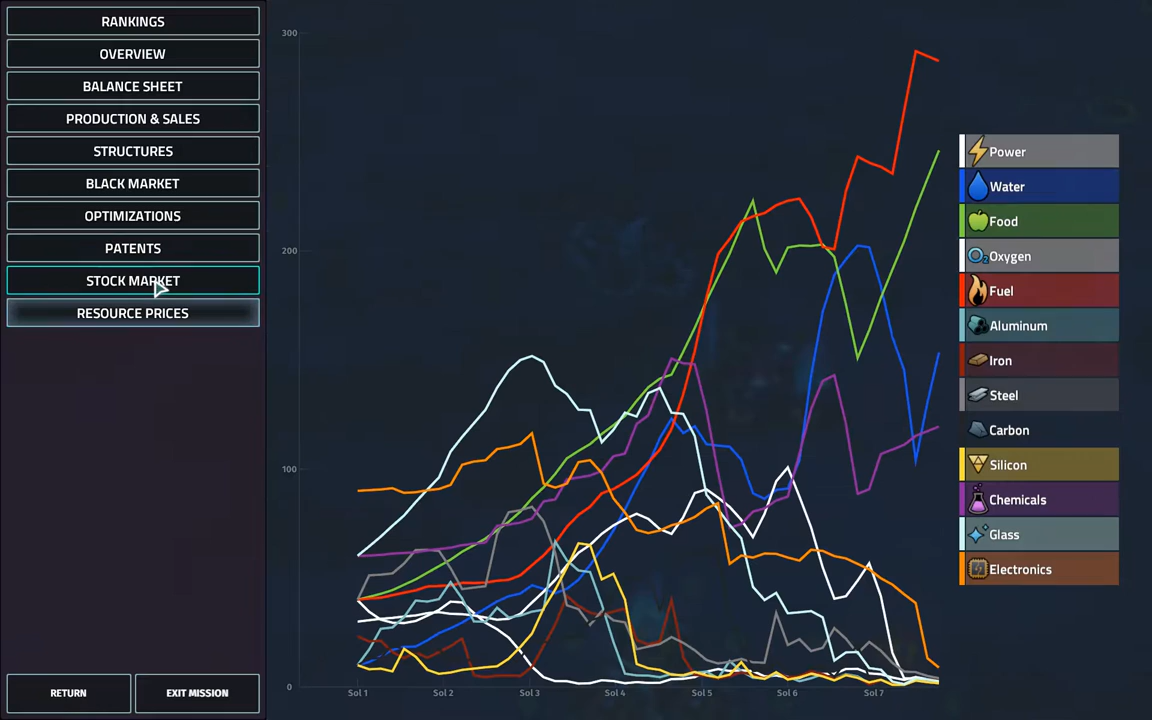 RANKINGS
OVERVIEW
BALANCE SHEET
PRODUCTION & SALES
STRUCTURES
BLACK MARKET
OPTIMIZATIONS
PATENTS
STOCK MARKET
RESOURCE PRICES
RETURN
EXIT MISSION
300
200
100
0
Sol 1
Sol 2
Sol 3
Sol 4
Sol 5
Sol 6
Sol 7
Power
Water
Food
O2 Oxygen
Fuel
Aluminum
Iron
Steel
Carbon
Silicon
Chemicals
Glass
Electronics